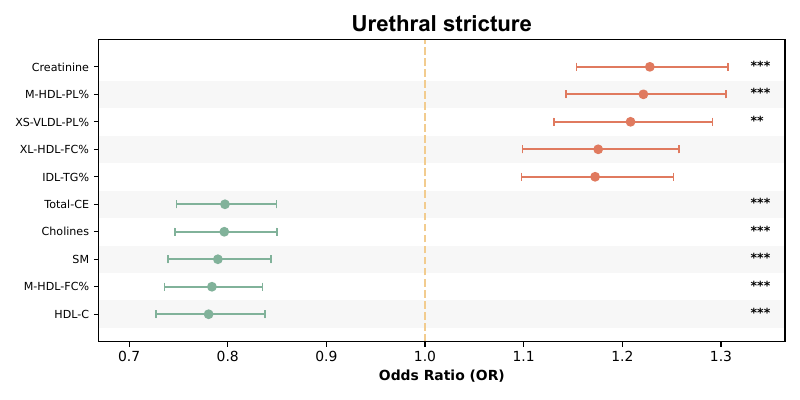 Urethral stricture
Creatinine ***
M-HDL-PL% ***
XS-VLDL-PL% **
XL-HDL-FC%
IDL-TG%
Total-CE ***
Cholines ***
SM ***
M-HDL-FC% ***
HDL-C ***
0.7 0.8 0.9 1.0 1.1 1.2 1.3
Odds Ratio (OR)